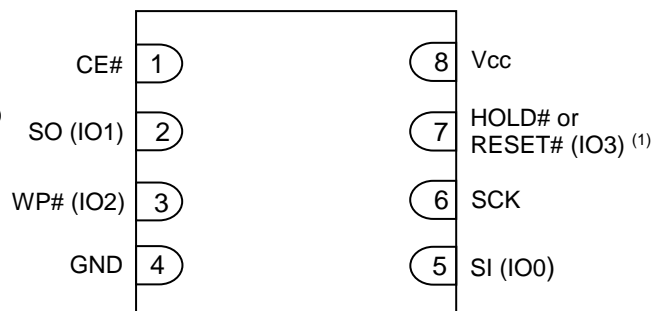 CE# 1
8 Vcc
SO (IO1) 2
7 HOLD# or
RESET# (IO3) (1)
WP# (IO2) 3
6 SCK
GND 4
5 SI (IO0)